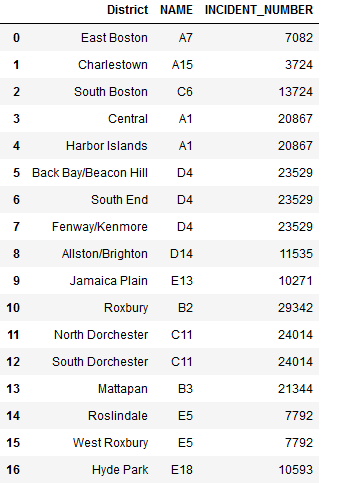 District NAME INCIDENT_NUMBER
0 East Boston A7 7082
1 Charlestown A15 3724
2 South Boston C6 13724
3 Central A1 20867
4 Harbor Islands A1 20867
5 Back Bay/Beacon Hill D4 23529
6 South End D4 23529
7 Fenway/Kenmore D4 23529
8 Allston/Brighton D14 11535
9 Jamaica Plain E13 10271
10 Roxbury B2 29342
11 North Dorchester C11 24014
12 South Dorchester C11 24014
13 Mattapan B3 21344
14 Roslindale E5 7792
15 West Roxbury E5 7792
16 Hyde Park E18 10593